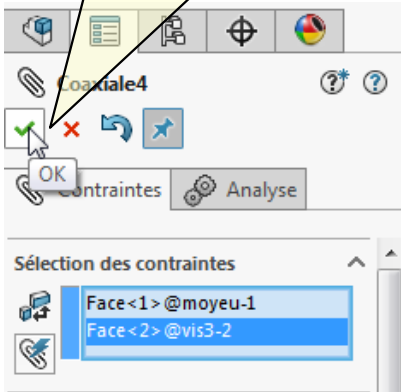 Coaxiale4
OK
Contraintes Analyse
Sélection des contraintes
Face<1>@moyeu-1
Face<2>@vis3-2